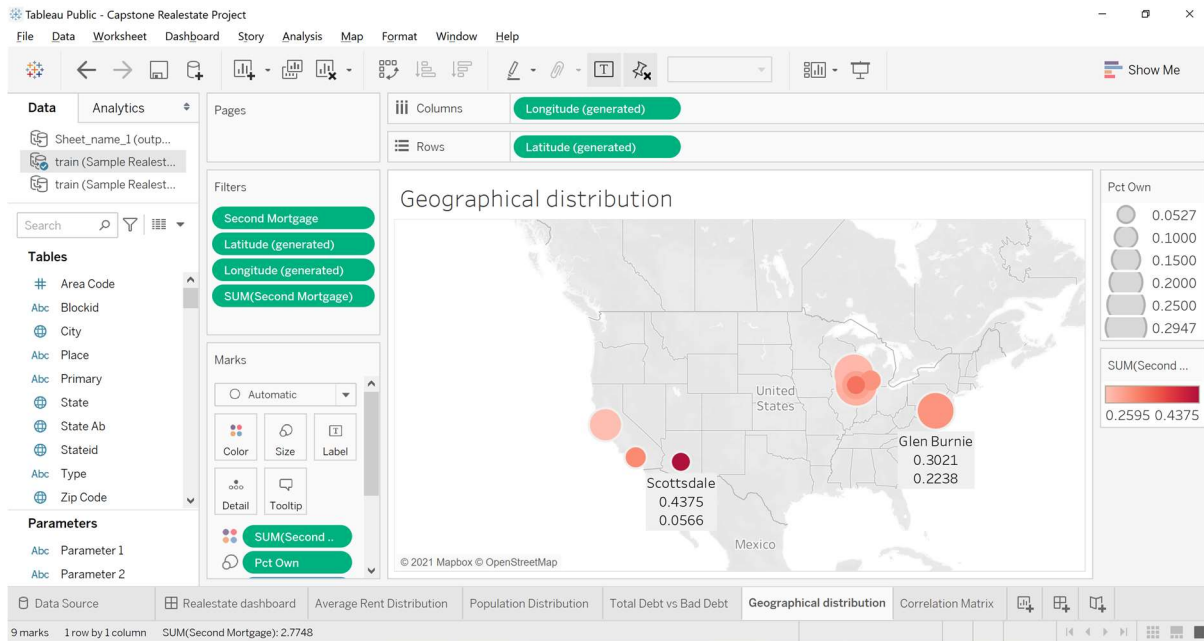 Tableau Public - Capstone Realestate Project
File Data Worksheet Dashboard Story Analysis Map Format Window Help
Show Me
Data Analytics
Sheet_name_1 (outp...
train (Sample Realest...
train (Sample Realest...
Search
Tables
# Area Code
Abc Blockid
City
Abc Place
Abc Primary
State
State Ab
Stateid
Abc Type
Zip Code
Parameters
Abc Parameter 1
Abc Parameter 2
Pages
Filters
Second Mortgage
Latitude (generated)
Longitude (generated)
SUM(Second Mortgage)
Marks
Automatic
Color Size Label
Detail Tooltip
SUM(Second ..
Pct Own
Columns Longitude (generated)
Rows Latitude (generated)
Geographical distribution
United
States
Glen Burnie
0.3021
0.2238
Scottsdale
0.4375
0.0566
Mexico
© 2021 Mapbox © OpenStreetMap
Pct Own
0.0527
0.1000
0.1500
0.2000
0.2500
0.2947
SUM(Second ...
0.2595 0.4375
Data Source Realestate dashboard Average Rent Distribution Population Distribution Total Debt vs Bad Debt Geographical distribution Correlation Matrix
9 marks 1 row by 1 column SUM(Second Mortgage): 2.7748